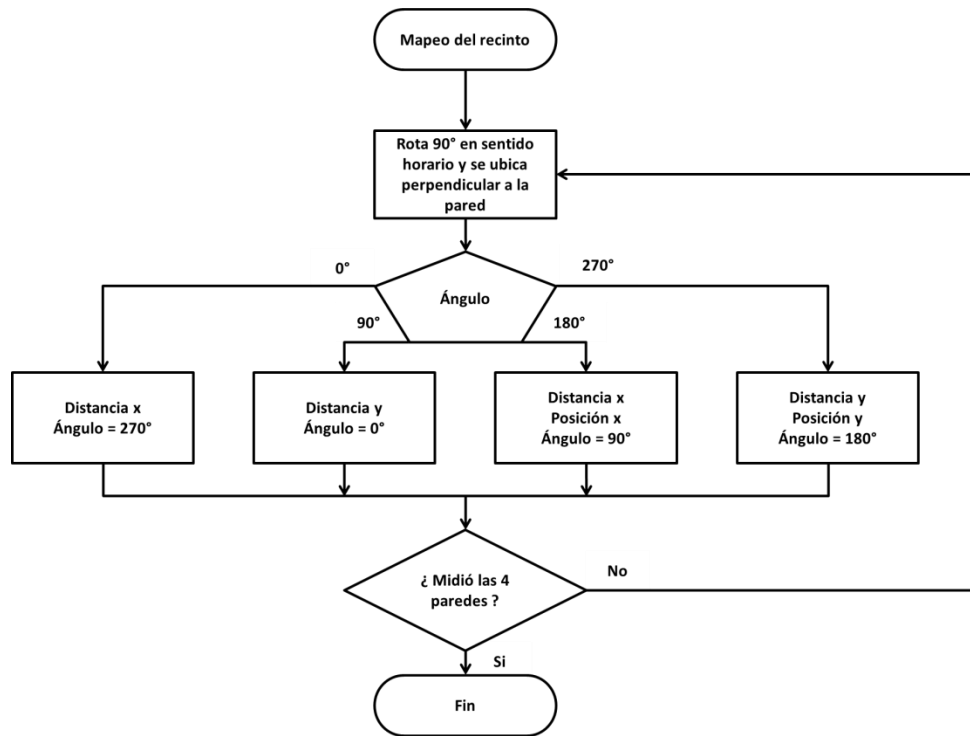 Mapeo del recinto
Rota 90° en sentido
horario y se ubica
perpendicular a la
pared
0°
270°
Ángulo
90°
180°
Distancia x
Ángulo = 270°
Distancia y
Ángulo = 0°
Distancia x
Posición x
Ángulo = 90°
Distancia y
Posición y
Ángulo = 180°
¿ Midió las 4
paredes ?
No
Si
Fin